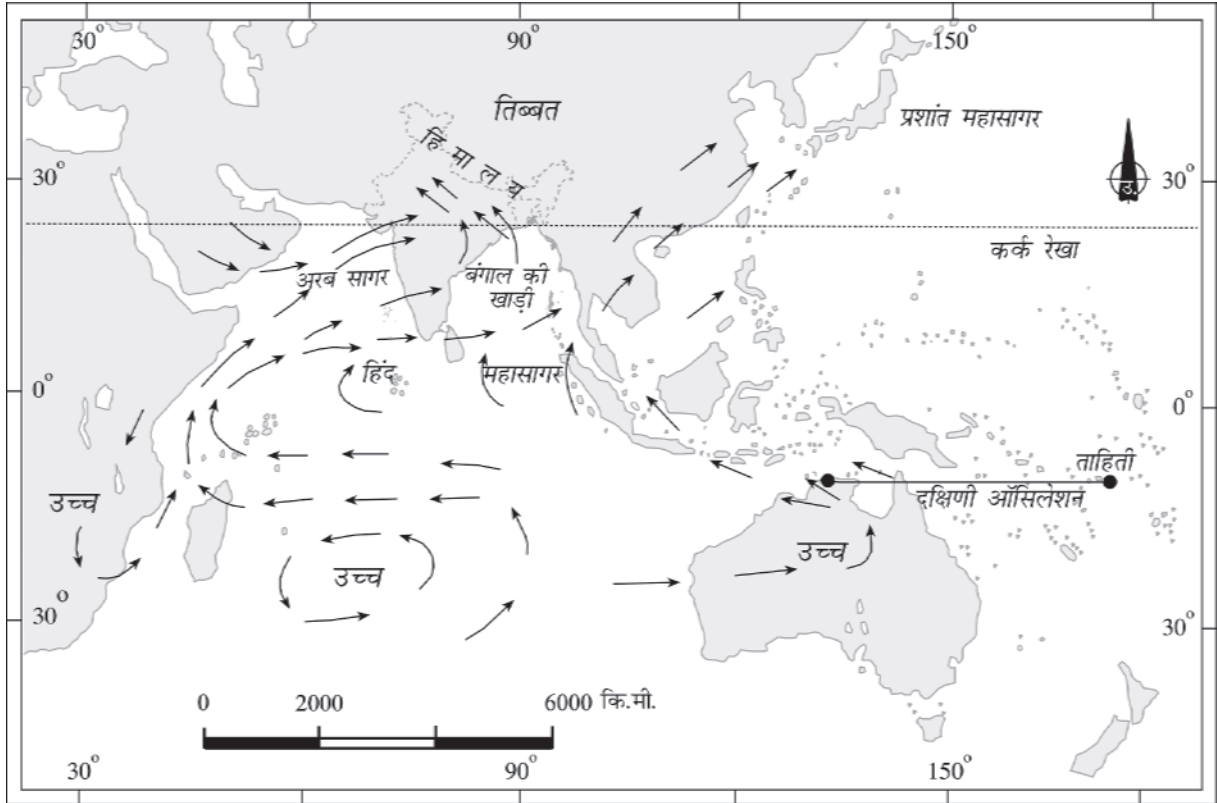 30°
90°
150°
तिब्बत
प्रशांत महासागर
हिमालय
30°
30°
उ.
कर्क रेखा
अरब सागर
बंगाल की
खाड़ी
हिंद
महासागर
0°
0°
ताहिती
दक्षिणी ऑसिलेशन
उच्च
उच्च
उच्च
30°
30°
0
2000
6000 कि.मी.
30°
90°
150°